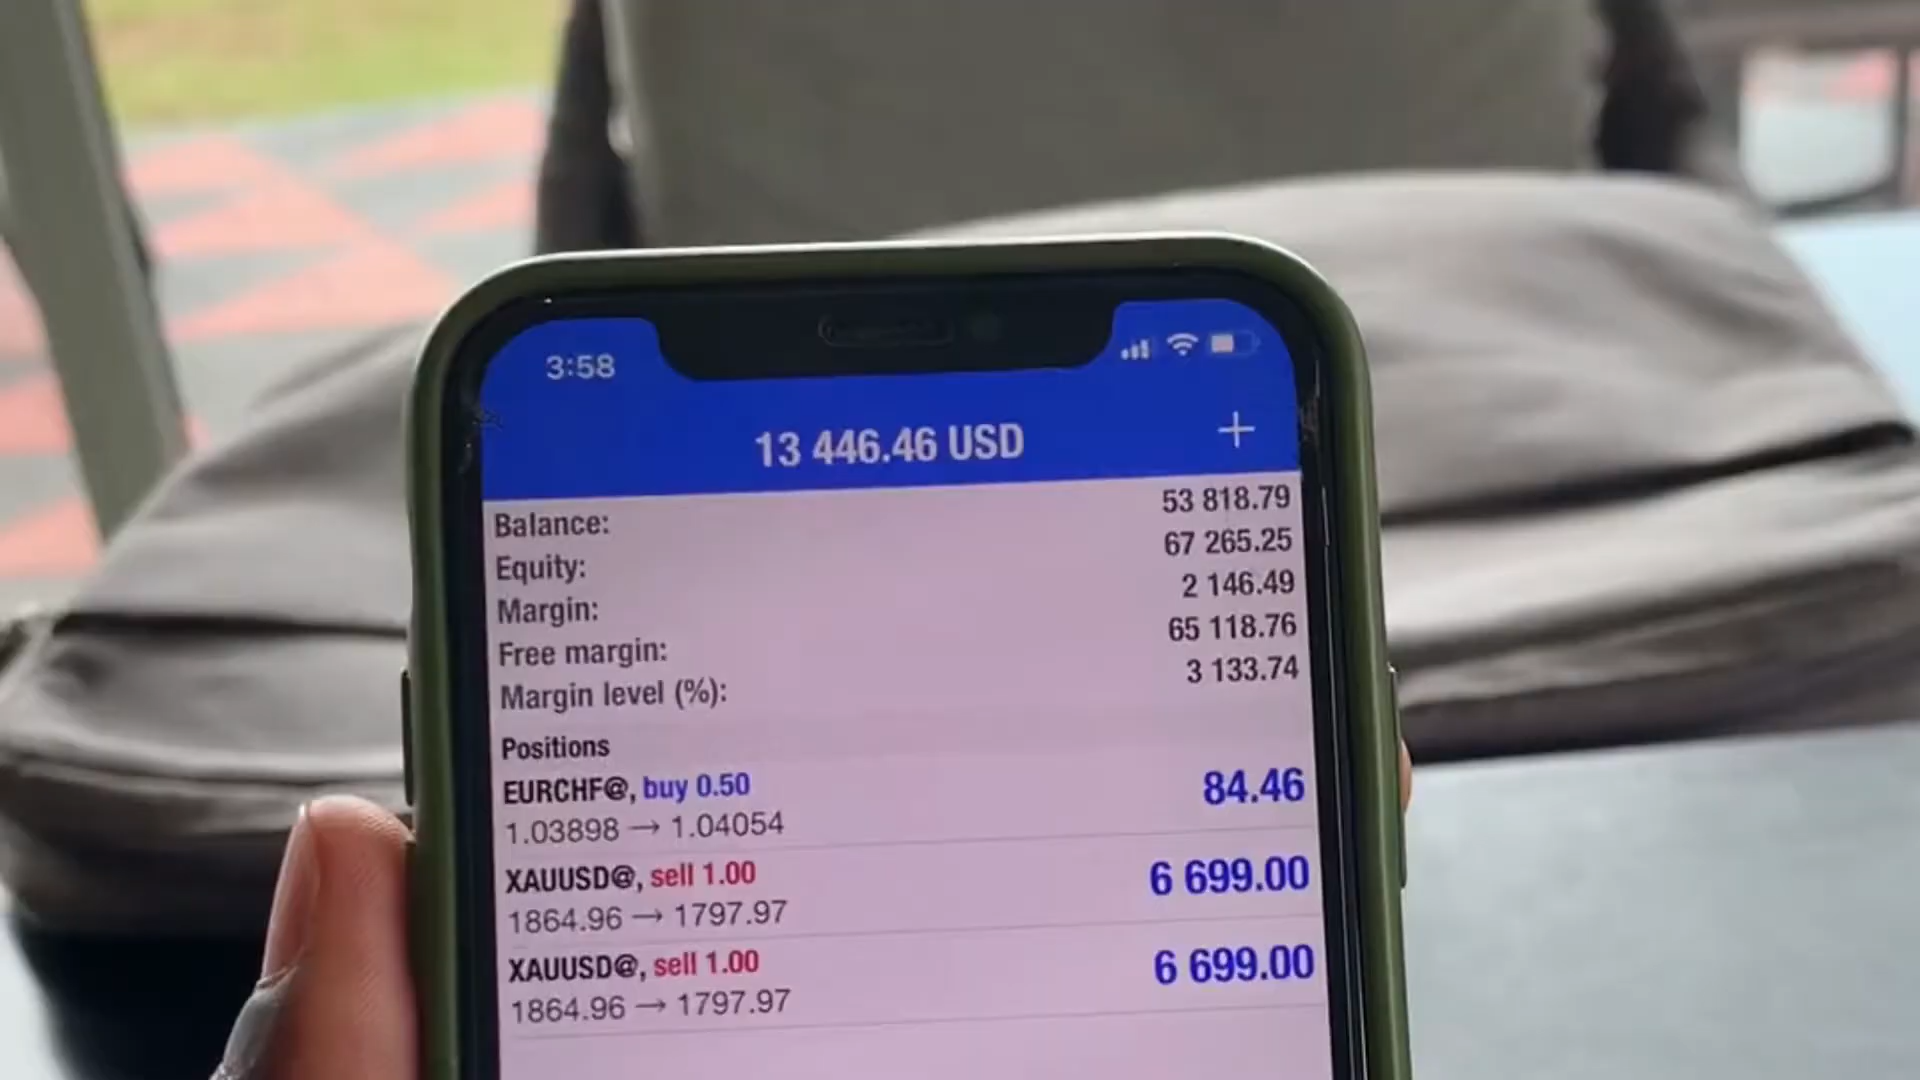 3:58
13 446.46 USD +
Balance: 53 818.79
Equity: 67 265.25
Margin: 2 146.49
Free margin: 65 118.76
Margin level (%): 3 133.74
Positions
EURCHF@, buy 0.50 84.46
1.03898 → 1.04054
XAUUSD@, sell 1.00 6 699.00
1864.96 → 1797.97
XAUUSD@, sell 1.00 6 699.00
1864.96 → 1797.97